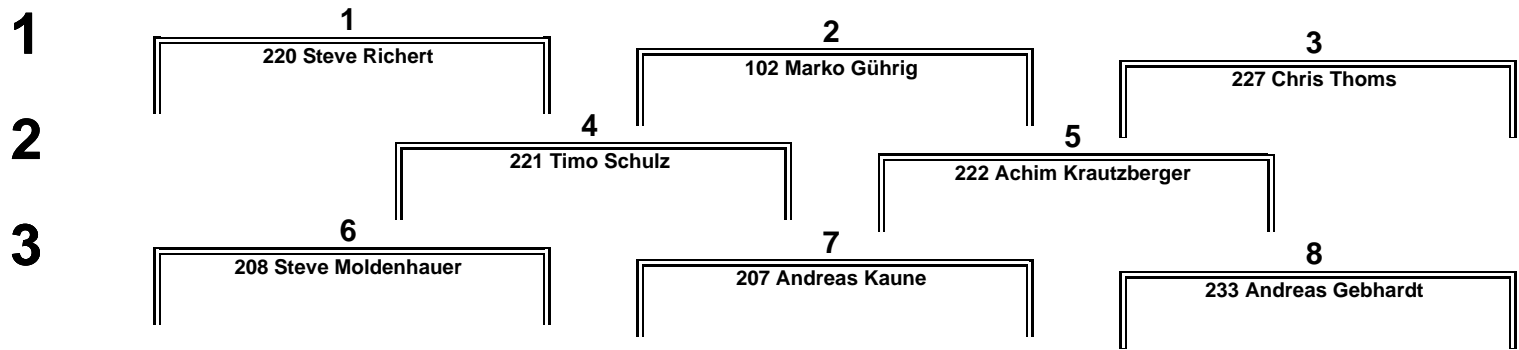 1
1
220 Steve Richert
2
102 Marko Gührig
3
227 Chris Thoms
2
4
221 Timo Schulz
5
222 Achim Krautzberger
3
6
208 Steve Moldenhauer
7
207 Andreas Kaune
8
233 Andreas Gebhardt